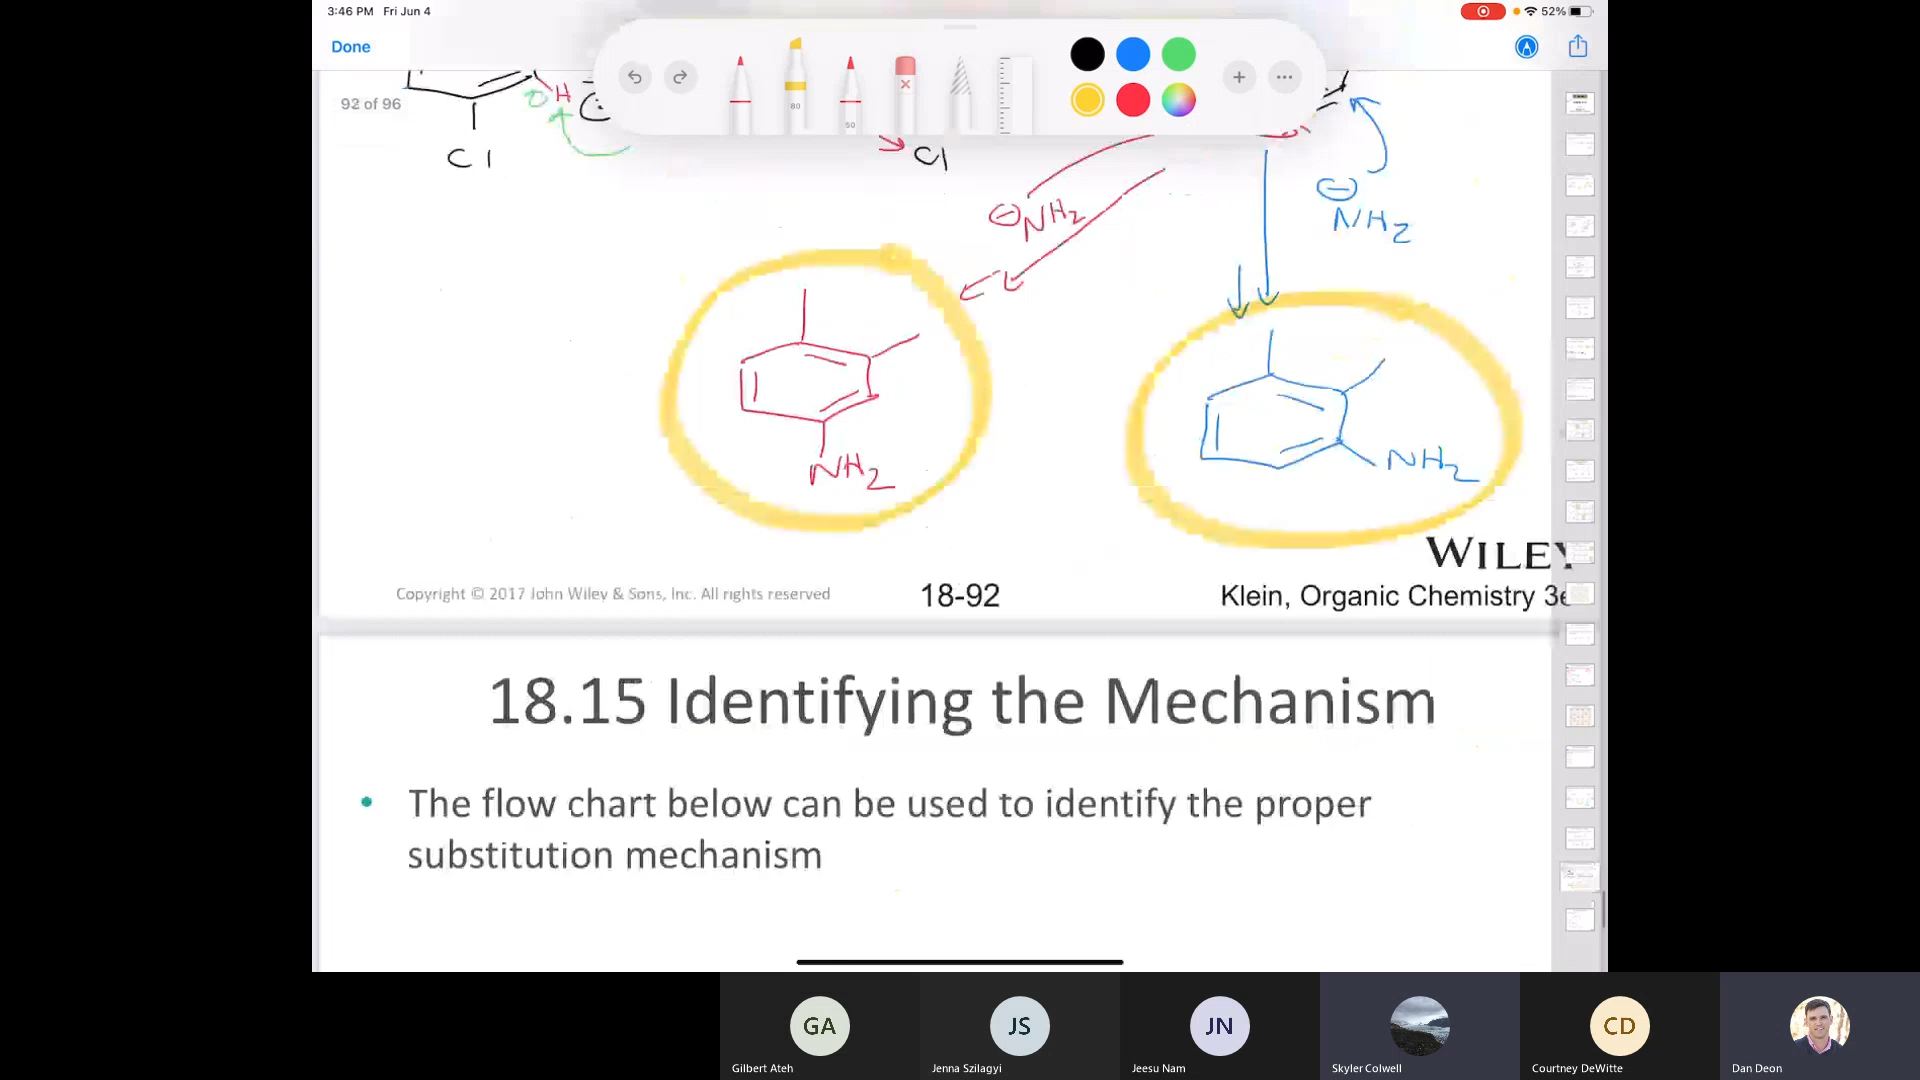 3:46 PM Fri Jun 4
52%
Done
92 of 96
80
50
H
Cl
Cl
⊖NH2
⊖
NH2
NH2
NH2
WILEY
Copyright © 2017 John Wiley & Sons, Inc. All rights reserved
18-92
Klein, Organic Chemistry 3e
18.15 Identifying the Mechanism
• The flow chart below can be used to identify the proper
substitution mechanism
GA
JS
JN
CD
Gilbert Ateh
Jenna Szilagyi
Jeesu Nam
Skyler Colwell
Courtney DeWitte
Dan Deon